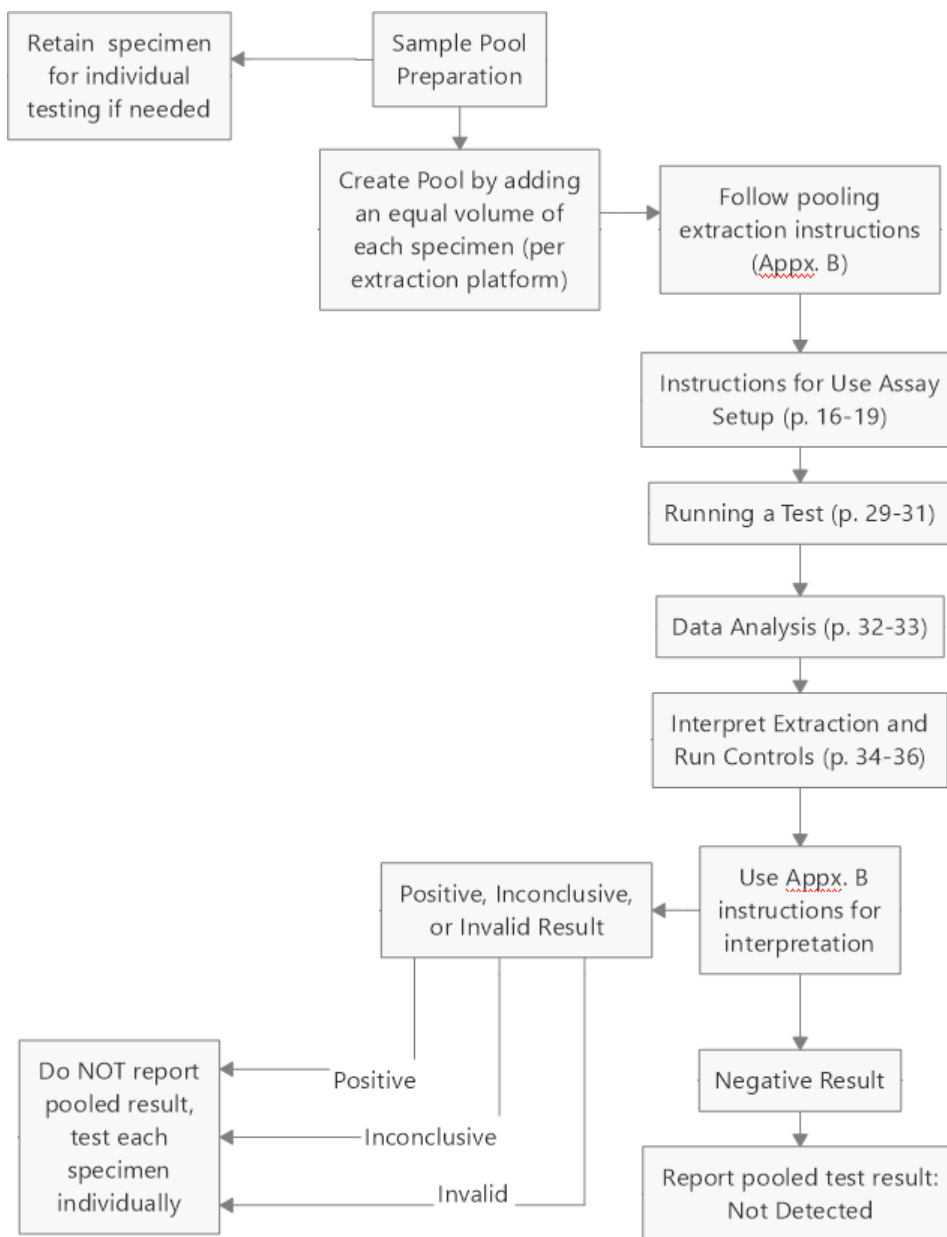 Retain specimen
for individual
testing if needed
Sample Pool
Preparation
Create Pool by adding
an equal volume of
each specimen (per
extraction platform)
Follow pooling
extraction instructions
(Appx. B)
Instructions for Use Assay
Setup (p. 16-19)
Running a Test (p. 29-31)
Data Analysis (p. 32-33)
Interpret Extraction and
Run Controls (p. 34-36)
Use Appx. B
instructions for
interpretation
Positive, Inconclusive,
or Invalid Result
Positive
Inconclusive
Invalid
Do NOT report
pooled result,
test each
specimen
individually
Negative Result
Report pooled test result:
Not Detected